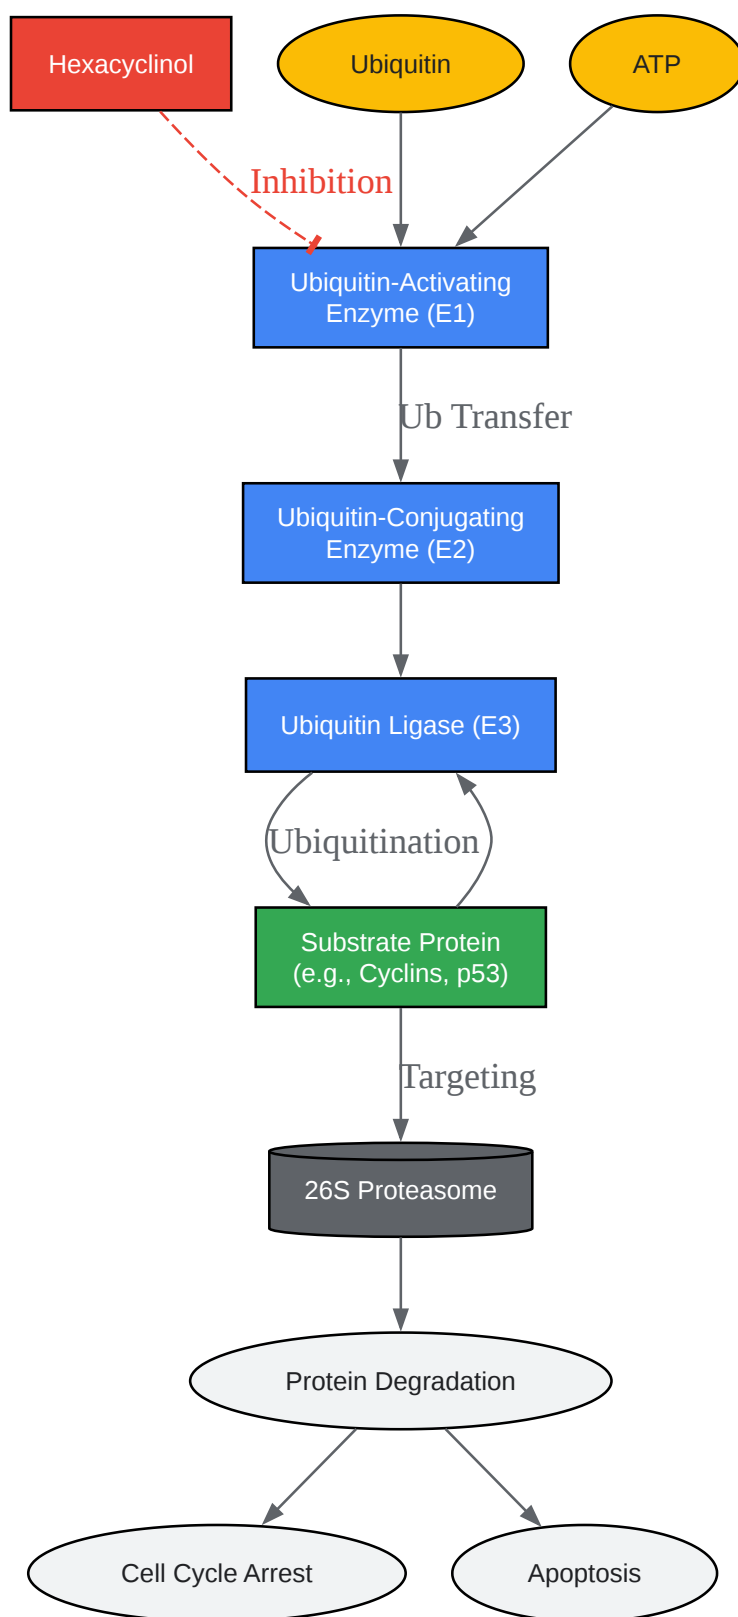 Hexacyclinol
Ubiquitin
ATP
Inhibition
Ubiquitin-Activating
Enzyme (E1)
Ub Transfer
Ubiquitin-Conjugating
Enzyme (E2)
Ubiquitin Ligase (E3)
Ubiquitination
Substrate Protein
(e.g., Cyclins, p53)
Targeting
26S Proteasome
Protein Degradation
Cell Cycle Arrest
Apoptosis